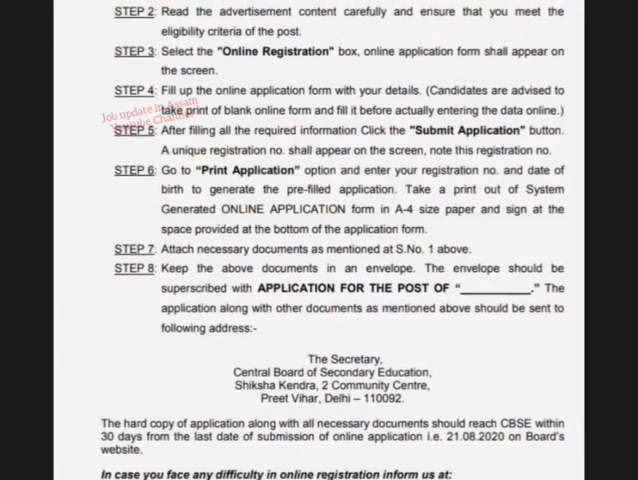 STEP 2: Read the advertisement content carefully and ensure that you meet the
eligibility criteria of the post.
STEP 3: Select the "Online Registration" box, online application form shall appear on
the screen.
STEP 4: Fill up the online application form with your details. (Candidates are advised to
take print of blank online form and fill it before actually entering the data online.)
Job update in Assam
Youtube Channel
STEP 5: After filling all the required information Click the "Submit Application" button.
A unique registration no. shall appear on the screen, note this registration no.
STEP 6: Go to “Print Application” option and enter your registration no. and date of
birth to generate the pre-filled application. Take a print out of System
Generated ONLINE APPLICATION form in A-4 size paper and sign at the
space provided at the bottom of the application form.
STEP 7: Attach necessary documents as mentioned at S.No. 1 above.
STEP 8: Keep the above documents in an envelope. The envelope should be
superscribed with APPLICATION FOR THE POST OF “__________.” The
application along with other documents as mentioned above should be sent to
following address:-
The Secretary,
Central Board of Secondary Education,
Shiksha Kendra, 2 Community Centre,
Preet Vihar, Delhi – 110092.
The hard copy of application along with all necessary documents should reach CBSE within
30 days from the last date of submission of online application i.e. 21.08.2020 on Board’s
website.
In case you face any difficulty in online registration inform us at: